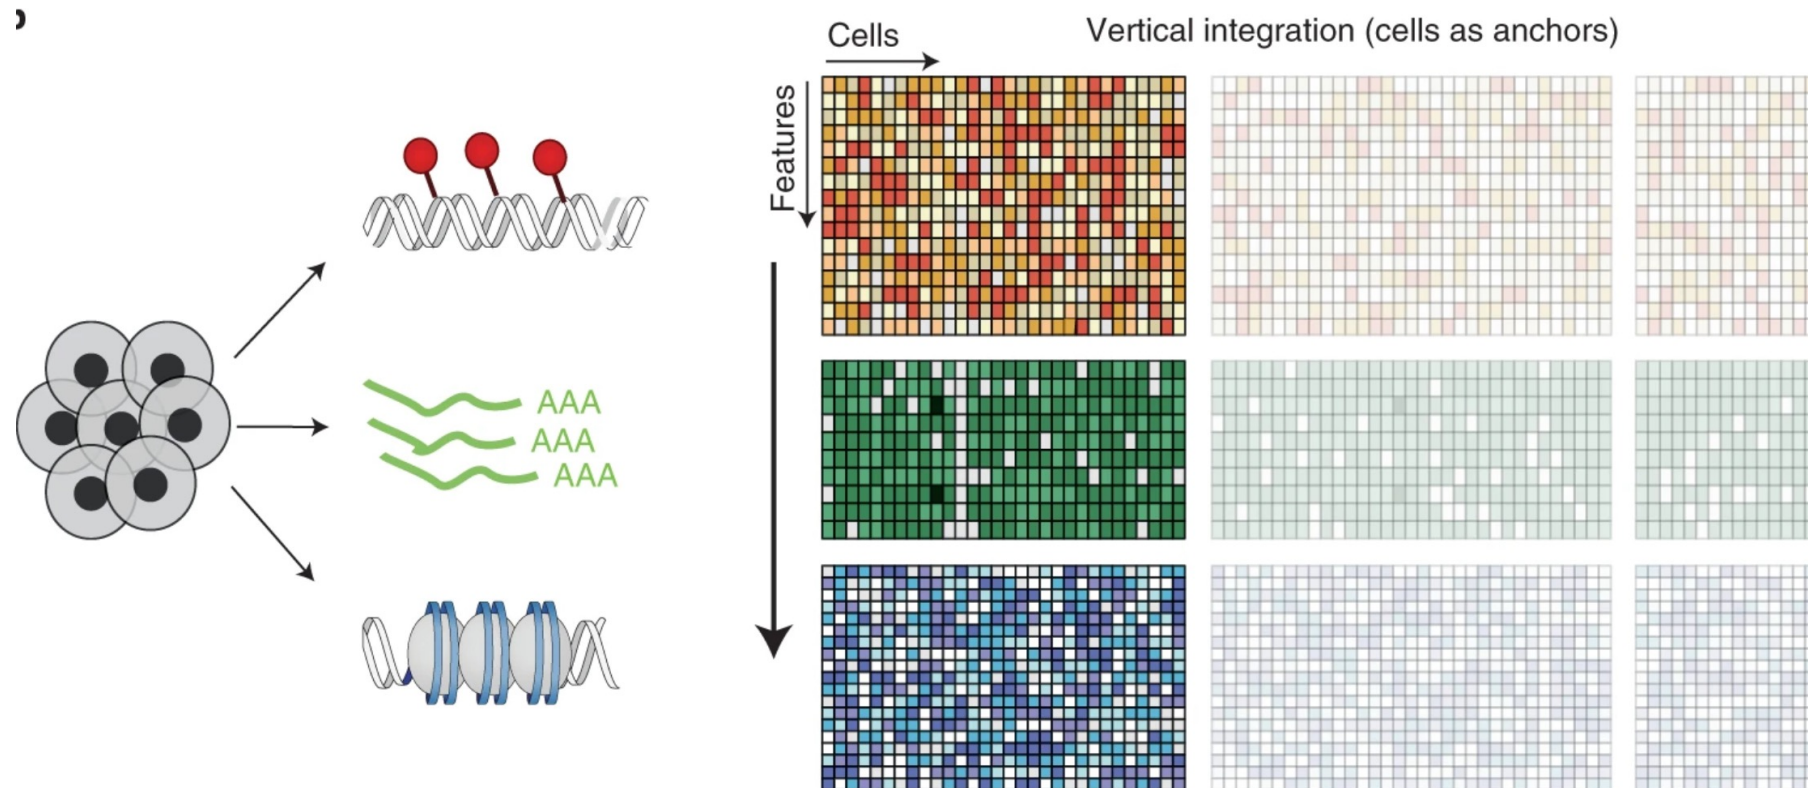 Cells
Vertical integration (cells as anchors)
Features
AAA
AAA
AAA